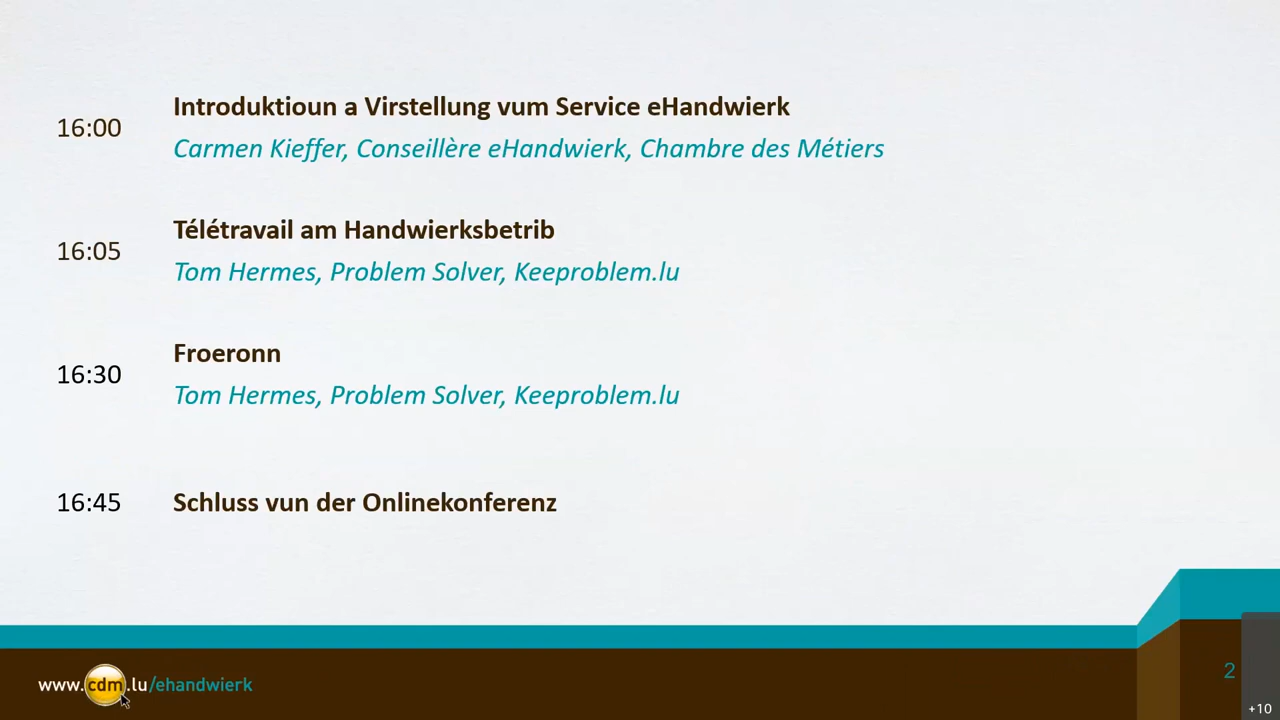 16:00
Introduktioun a Virstellung vum Service eHandwierk
Carmen Kieffer, Conseillère eHandwierk, Chambre des Métiers
16:05
Télétravail am Handwierksbetrib
Tom Hermes, Problem Solver, Keeproblem.lu
16:30
Froeronn
Tom Hermes, Problem Solver, Keeproblem.lu
16:45
Schluss vun der Onlinekonferenz
www.cdm.lu/ehandwierk
2
+10